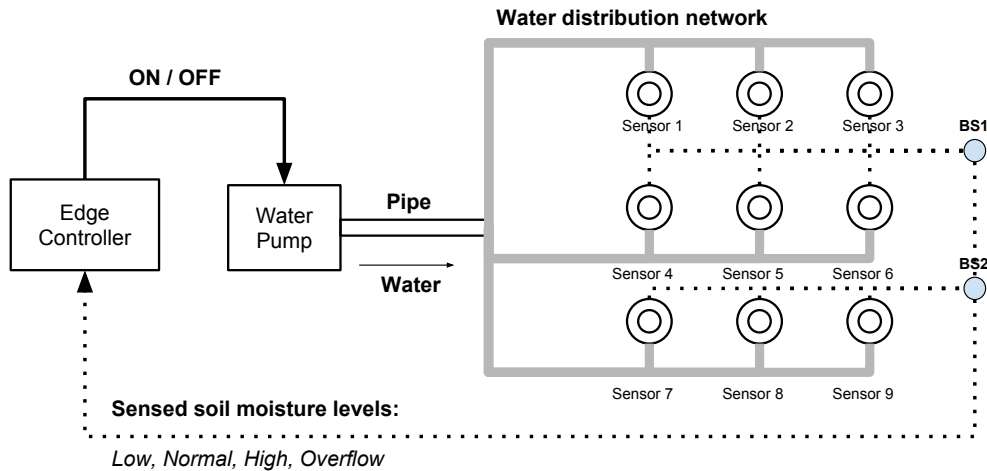 Water distribution network
ON / OFF
Sensor 1
Sensor 2
Sensor 3
BS1
Edge
Controller
Water
Pump
Pipe
Water
Sensor 4
Sensor 5
Sensor 6
BS2
Sensor 7
Sensor 8
Sensor 9
Sensed soil moisture levels:
Low, Normal, High, Overflow